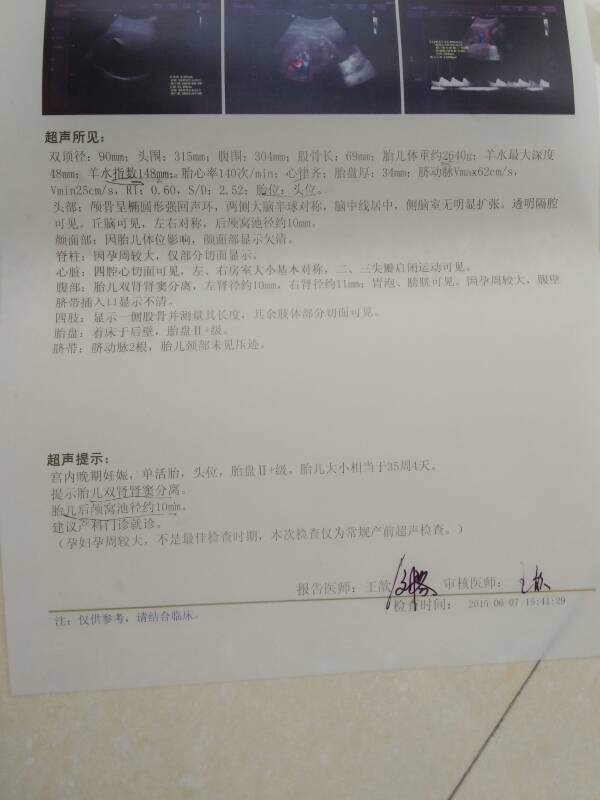 超声所见：
双顶径：90mm；头围：315mm；腹围：304mm；股骨长：69mm；胎儿体重约2640g；羊水最大深度
48mm；羊水指数148mm；胎心率140次/min；心律齐；胎盘厚：34mm；脐动脉Vmax62cm/s，
Vmin25cm/s，RI：0.60，S/D：2.52；胎位：头位。
头部：颅骨呈椭圆形强回声环，两侧大脑半球对称，脑中线居中，侧脑室无明显扩张。透明隔腔
可见。丘脑可见，左右对称，后颅窝池径约10mm。
颜面部：因胎儿体位影响，颜面部显示欠清。
脊柱：因孕周较大，仅部分切面显示。
心脏：四腔心切面可见，左、右房室大小基本对称，二、三尖瓣启闭运动可见。
腹部：胎儿双肾肾窦分离，左肾径约10mm，右肾径约11mm；胃泡、膀胱可见。因孕周较大，腹壁
脐带插入口显示不清。
四肢：显示一侧股骨并测量其长度，其余肢体部分切面可见。
胎盘：着床于后壁，胎盘Ⅱ+级。
脐带：脐动脉2根，胎儿颈部未见压迹。
超声提示：
宫内晚期妊娠，单活胎，头位，胎盘Ⅱ+级。胎儿大小相当于35周4天。
提示胎儿双肾肾窦分离。
胎儿后颅窝池径约10mm。
建议产科门诊就诊。
（孕妇孕周较大，不是最佳检查时期，本次检查仅为常规产前超声检查。）
报告医师：王歆 审核医师：
检查时间： 2015-06-07 15:41:29
注：仅供参考，请结合临床。